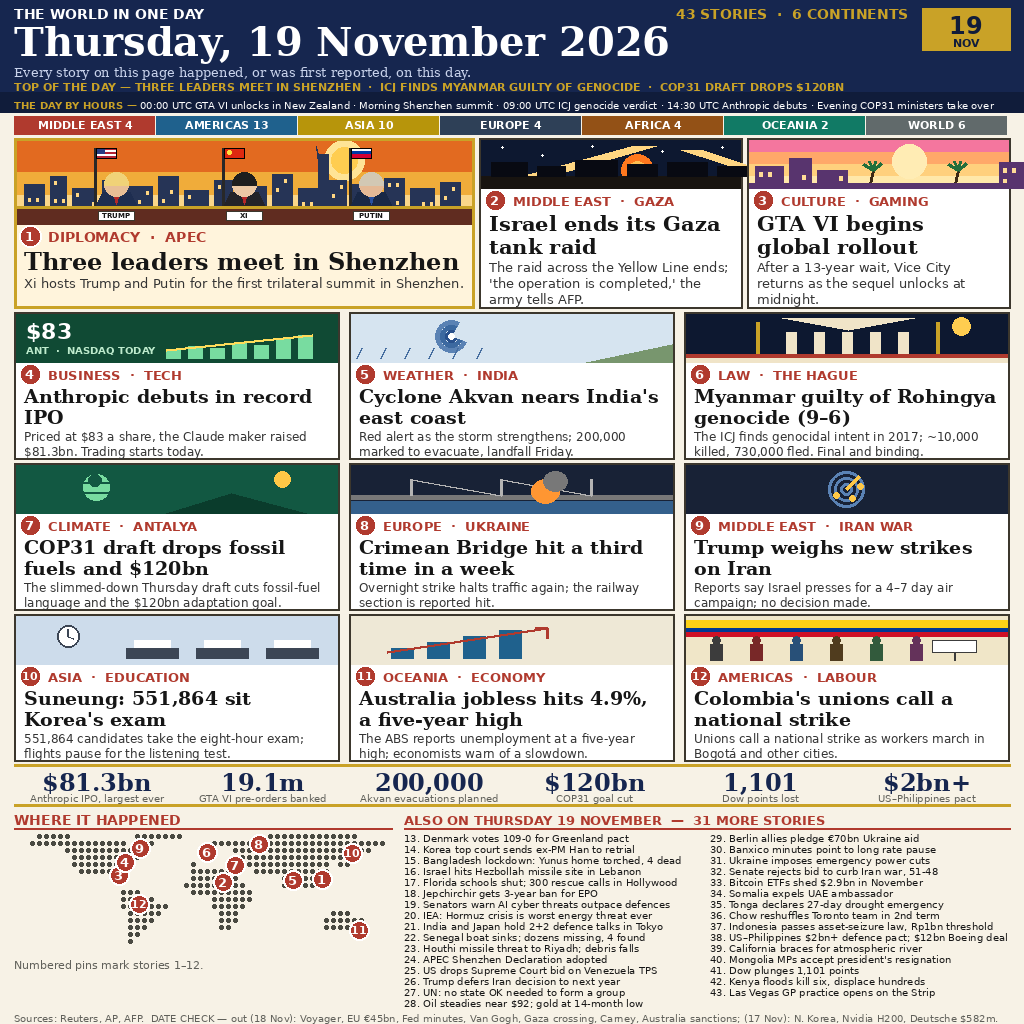 THE WORLD IN ONE DAY
43 STORIES · 6 CONTINENTS
19
NOV
Thursday, 19 November 2026
Every story on this page happened, or was first reported, on this day.
TOP OF THE DAY — THREE LEADERS MEET IN SHENZHEN · ICJ FINDS MYANMAR GUILTY OF GENOCIDE · COP31 DRAFT DROPS $120BN
THE DAY BY HOURS — 00:00 UTC GTA VI unlocks in New Zealand · Morning Shenzhen summit · 09:00 UTC ICJ genocide verdict · 14:30 UTC Anthropic debuts · Evening COP31 ministers take over
MIDDLE EAST 4
AMERICAS 13
ASIA 10
EUROPE 4
AFRICA 4
OCEANIA 2
WORLD 6
TRUMP
XI
PUTIN
1 DIPLOMACY · APEC
Three leaders meet in Shenzhen
Xi hosts Trump and Putin for the first trilateral summit in Shenzhen.
2 MIDDLE EAST · GAZA
Israel ends its Gaza
tank raid
The raid across the Yellow Line ends;
'the operation is completed,' the
army tells AFP.
3 CULTURE · GAMING
GTA VI begins
global rollout
After a 13-year wait, Vice City
returns as the sequel unlocks at
midnight.
$83
ANT · NASDAQ TODAY
4 BUSINESS · TECH
Anthropic debuts in record
IPO
Priced at $83 a share, the Claude maker raised
$81.3bn. Trading starts today.
5 WEATHER · INDIA
Cyclone Akvan nears India's
east coast
Red alert as the storm strengthens; 200,000
marked to evacuate, landfall Friday.
6 LAW · THE HAGUE
Myanmar guilty of Rohingya
genocide (9–6)
The ICJ finds genocidal intent in 2017; ~10,000
killed, 730,000 fled. Final and binding.
7 CLIMATE · ANTALYA
COP31 draft drops fossil
fuels and $120bn
The slimmed-down Thursday draft cuts fossil-fuel
language and the $120bn adaptation goal.
8 EUROPE · UKRAINE
Crimean Bridge hit a third
time in a week
Overnight strike halts traffic again; the railway
section is reported hit.
9 MIDDLE EAST · IRAN WAR
Trump weighs new strikes
on Iran
Reports say Israel presses for a 4–7 day air
campaign; no decision made.
10 ASIA · EDUCATION
Suneung: 551,864 sit
Korea's exam
551,864 candidates take the eight-hour exam;
flights pause for the listening test.
11 OCEANIA · ECONOMY
Australia jobless hits 4.9%,
a five-year high
The ABS reports unemployment at a five-year
high; economists warn of a slowdown.
12 AMERICAS · LABOUR
Colombia's unions call a
national strike
Unions call a national strike as workers march in
Bogotá and other cities.
$81.3bn
Anthropic IPO, largest ever
19.1m
GTA VI pre-orders banked
200,000
Akvan evacuations planned
$120bn
COP31 goal cut
1,101
Dow points lost
$2bn+
US–Philippines pact
WHERE IT HAPPENED
9
4
3
12
6
7
2
8
5
1
10
11
Numbered pins mark stories 1–12.
ALSO ON THURSDAY 19 NOVEMBER — 31 MORE STORIES
13. Denmark votes 109-0 for Greenland pact
14. Korea top court sends ex-PM Han to retrial
15. Bangladesh lockdown: Yunus home torched, 4 dead
16. Israel hits Hezbollah missile site in Lebanon
17. Florida schools shut; 300 rescue calls in Hollywood
18. Jepchirchir gets 3-year ban for EPO
19. Senators warn AI cyber threats outpace defences
20. IEA: Hormuz crisis is worst energy threat ever
21. India and Japan hold 2+2 defence talks in Tokyo
22. Senegal boat sinks; dozens missing, 4 found
23. Houthi missile threat to Riyadh; debris falls
24. APEC Shenzhen Declaration adopted
25. US drops Supreme Court bid on Venezuela TPS
26. Trump defers Iran decision to next year
27. UN: no state OK needed to form a group
28. Oil steadies near $92; gold at 14-month low
29. Berlin allies pledge €70bn Ukraine aid
30. Banxico minutes point to long rate pause
31. Ukraine imposes emergency power cuts
32. Senate rejects bid to curb Iran war, 51-48
33. Bitcoin ETFs shed $2.9bn in November
34. Somalia expels UAE ambassador
35. Tonga declares 27-day drought emergency
36. Chow reshuffles Toronto team in 2nd term
37. Indonesia passes asset-seizure law, Rp1bn threshold
38. US–Philippines $2bn+ defence pact; $12bn Boeing deal
39. California braces for atmospheric river
40. Mongolia MPs accept president's resignation
41. Dow plunges 1,101 points
42. Kenya floods kill six, displace hundreds
43. Las Vegas GP practice opens on the Strip
Sources: Reuters, AP, AFP. DATE CHECK — out (18 Nov): Voyager, EU €45bn, Fed minutes, Van Gogh, Gaza crossing, Carney, Australia sanctions; (17 Nov): N. Korea, Nvidia H200, Deutsche $582m.